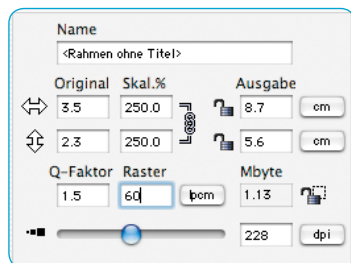 Name
<Rahmen ohne Titel>
Original Skal.% Ausgabe
3.5 250.0 8.7 cm
2.3 250.0 5.6 cm
Q-Faktor Raster Mbyte
1.5 60 lpcm 1.13
228 dpi